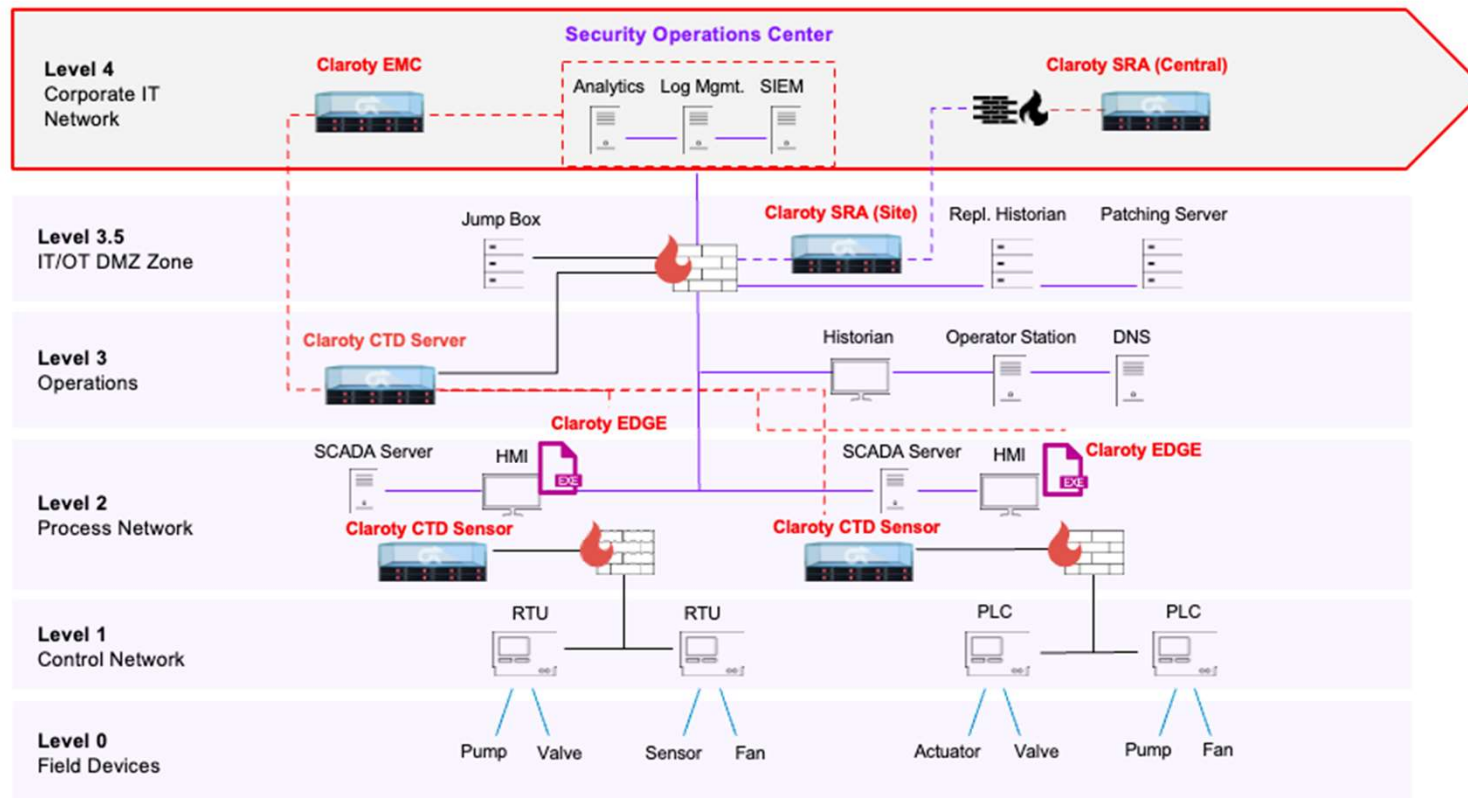 Security Operations Center
Level 4
Corporate IT
Network
Claroty EMC
Analytics
Log Mgmt.
SIEM
Claroty SRA (Central)
Level 3.5
IT/OT DMZ Zone
Jump Box
Claroty SRA (Site)
Repl. Historian
Patching Server
Level 3
Operations
Claroty CTD Server
Historian
Operator Station
DNS
Claroty EDGE
Level 2
Process Network
SCADA Server
HMI
EXE
SCADA Server
HMI
Claroty EDGE
EXE
Claroty CTD Sensor
Claroty CTD Sensor
Level 1
Control Network
RTU
RTU
PLC
PLC
Level 0
Field Devices
Pump
Valve
Sensor
Fan
Actuator
Valve
Pump
Fan